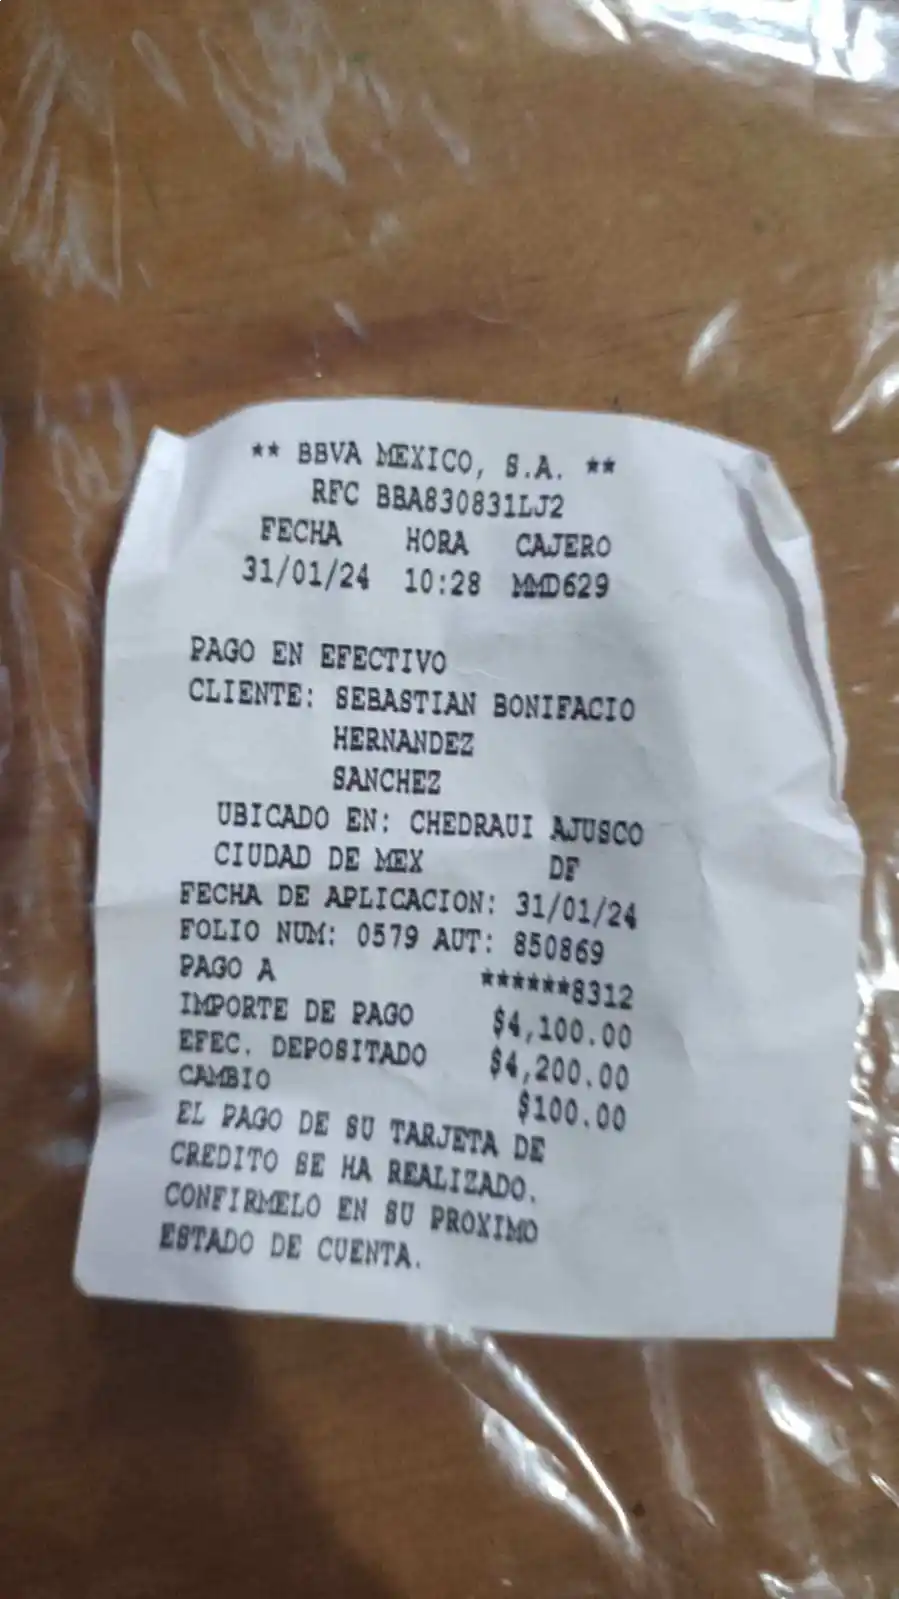 ** BBVA MEXICO, S.A. **
RFC BBA830831LJ2
FECHA HORA CAJERO
31/01/24 10:28 MMD629
PAGO EN EFECTIVO
CLIENTE: SEBASTIAN BONIFACIO
HERNANDEZ
SANCHEZ
UBICADO EN: CHEDRAUI AJUSCO
CIUDAD DE MEX DF
FECHA DE APLICACION: 31/01/24
FOLIO NUM: 0579 AUT: 850869
PAGO A ******8312
IMPORTE DE PAGO $4,100.00
EFEC. DEPOSITADO $4,200.00
CAMBIO $100.00
EL PAGO DE SU TARJETA DE
CREDITO SE HA REALIZADO.
CONFIRMELO EN SU PROXIMO
ESTADO DE CUENTA.